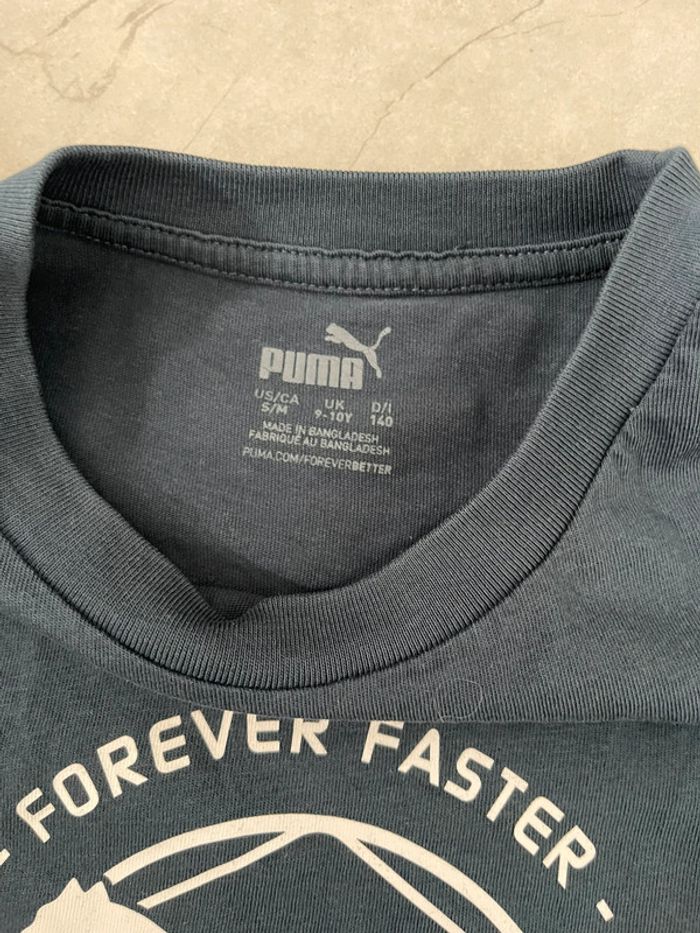 PUMA
US/CA UK D/I
S/M 9-10Y 140
MADE IN BANGLADESH
FABRIQUÉ AU BANGLADESH
PUMA.COM/FOREVERBETTER
- FOREVER FASTER -